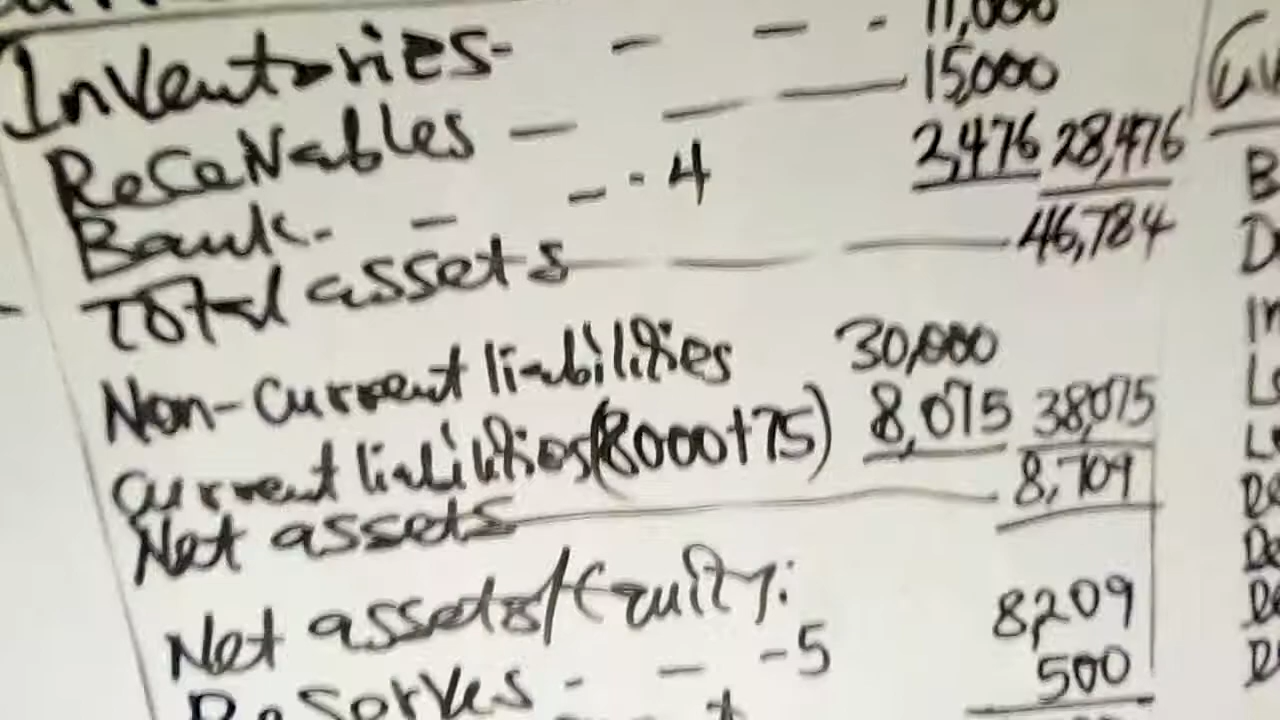 Inventories - - - - 11,000
Receivables - - - 15,000
Bank. - - - 4 3,476 28,476
Total assets - - - 46,784
Non-current liabilities 30,000
Current liabilities (8000+75) 8,075 38,075
Net assets 8,709
Net assets/Equity:
8,209
Reserves - - - 5 500